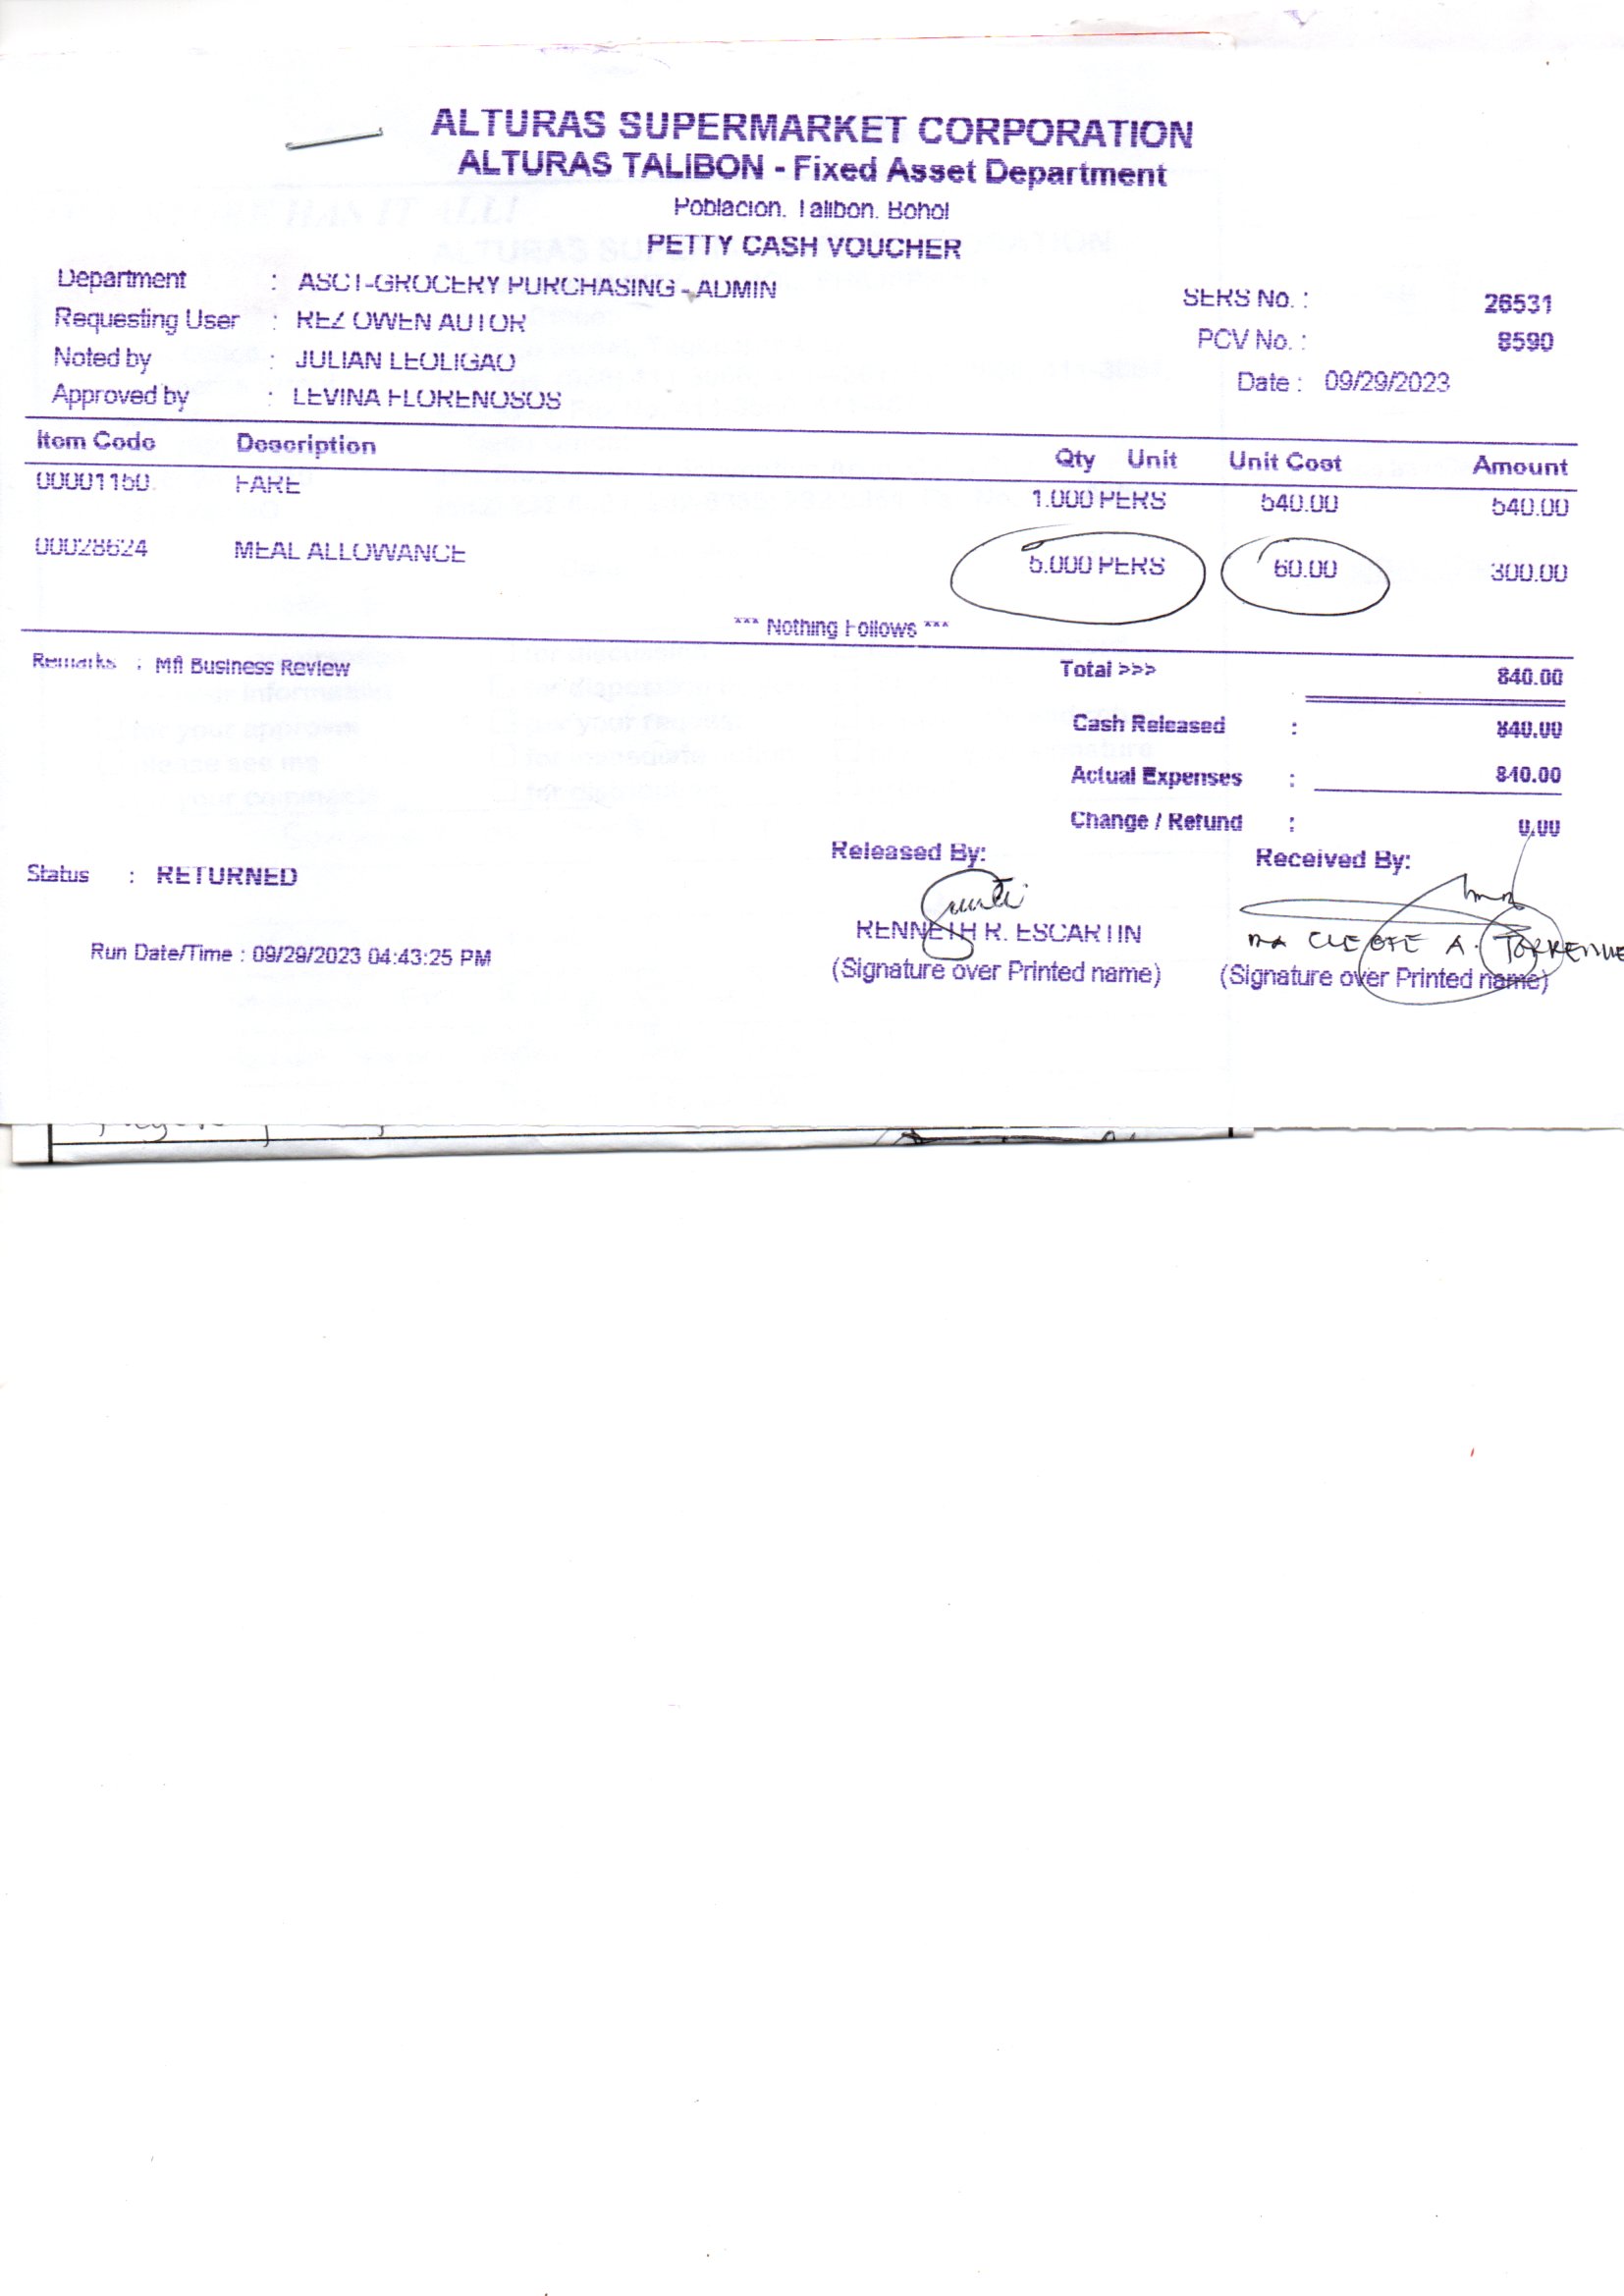 ALTURAS SUPERMARKET CORPORATION
ALTURAS TALIBON - Fixed Asset Department
Poblacion, Talibon, Bohol
PETTY CASH VOUCHER
Department : ASCT-GROCERY PURCHASING - ADMIN
SERS No. : 26531
Requesting User : REZ OWEN AUTOR
PCV No. : 8590
Noted by : JULIAN LEOLIGAO
Date : 09/29/2023
Approved by : LEVINA FLORENOSOS
Item Code Description Qty Unit Unit Cost Amount
00001150 FARE 1.000 PERS 540.00 540.00
00028624 MEAL ALLOWANCE 5.000 PERS 60.00 300.00
*** Nothing Follows ***
Remarks : Mfi Business Review
Total >>> 840.00
Cash Released : 840.00
Actual Expenses : 840.00
Change / Refund : 0.00
Released By: Received By:
Status : RETURNED
RENNETH R. ESCARTIN
MA CLEOFE A.
(Signature over Printed name) (Signature over Printed name)
Run Date/Time : 09/29/2023 04:43:25 PM